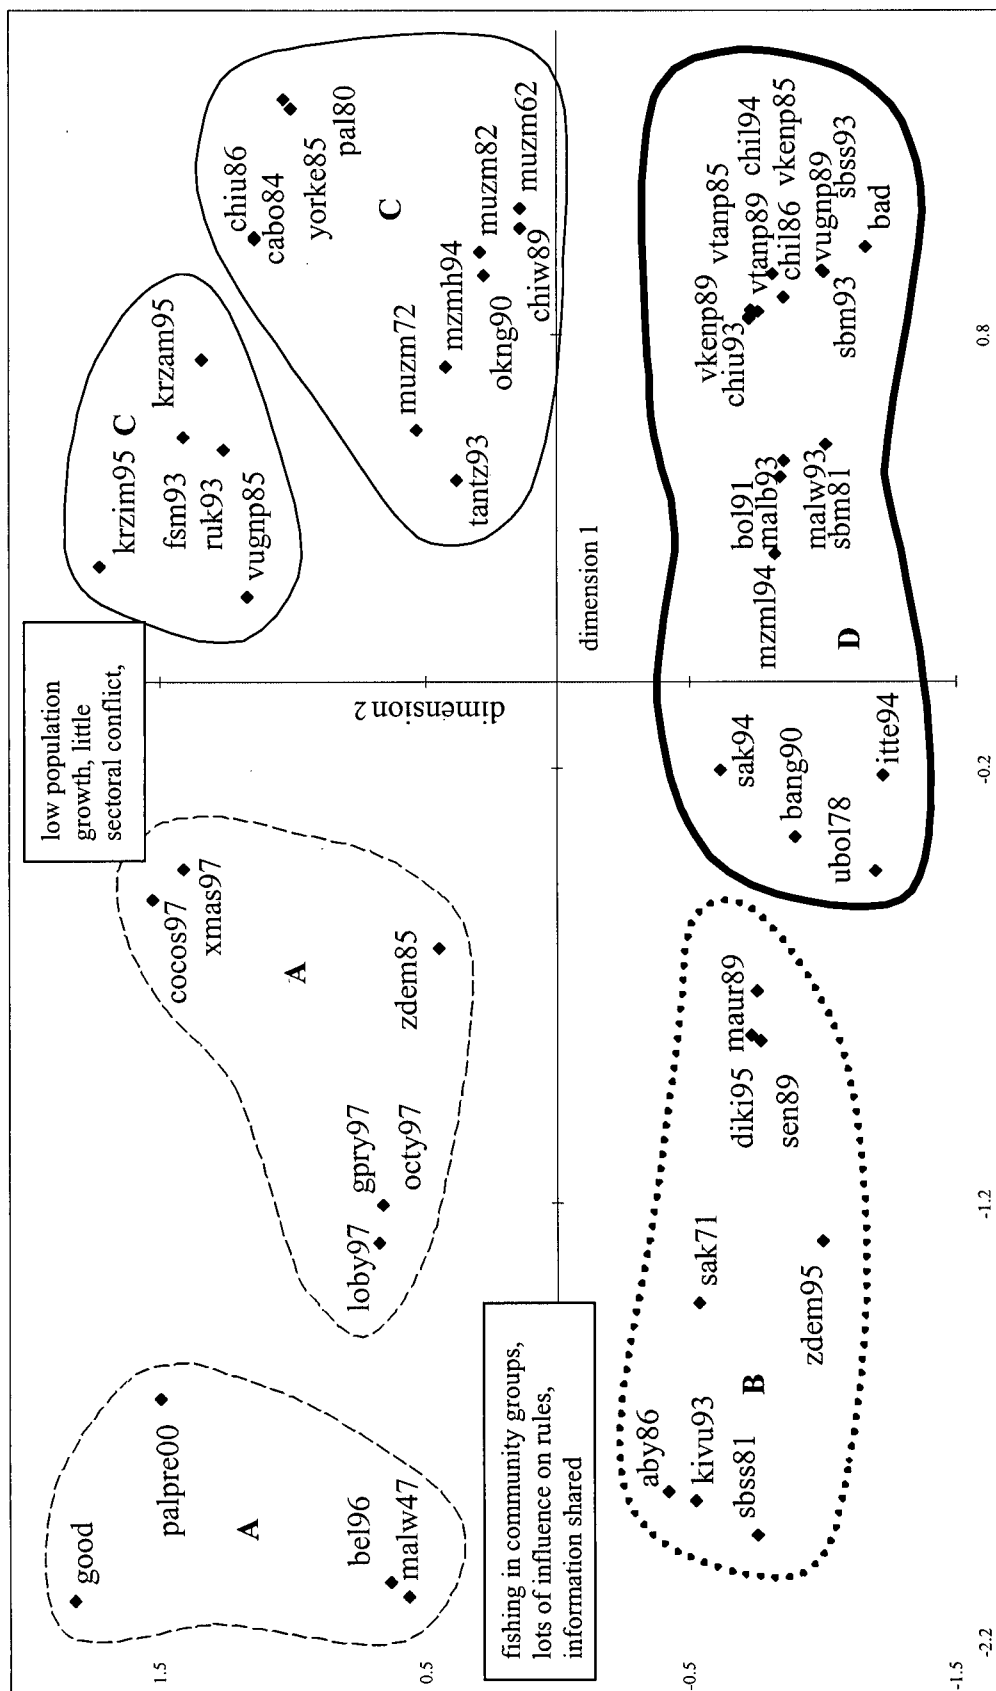 good
palpre00
A
bel96
malw47
cocos97
xmas97
A
zdem85
gpry97
loby97
octy97
low population
growth, little
sectoral conflict,
krzim95
C
krzam95
fsm93
ruk93
vugnp85
chiu86
cabo84
yorke85
pal80
C
muzm72
mzmh94
muzm82
muzm62
tantz93
okng90
chiw89
1.5
0.5
-0.5
-1.5
dimension 2
dimension 1
-2.2
-1.2
-0.2
0.8
fishing in community groups,
lots of influence on rules,
information shared
aby86
kivu93
sbss81
B
sak71
zdem95
diki95
maur89
sen89
sak94
bang90
ubol78
itte94
D
mzml94
bol91
malb93
malw93
sbm81
vkenp89
chiu93
vtanp85
vtanp89
chil94
chil86
vkenp85
vugnp89
sbm93
sbss93
bad